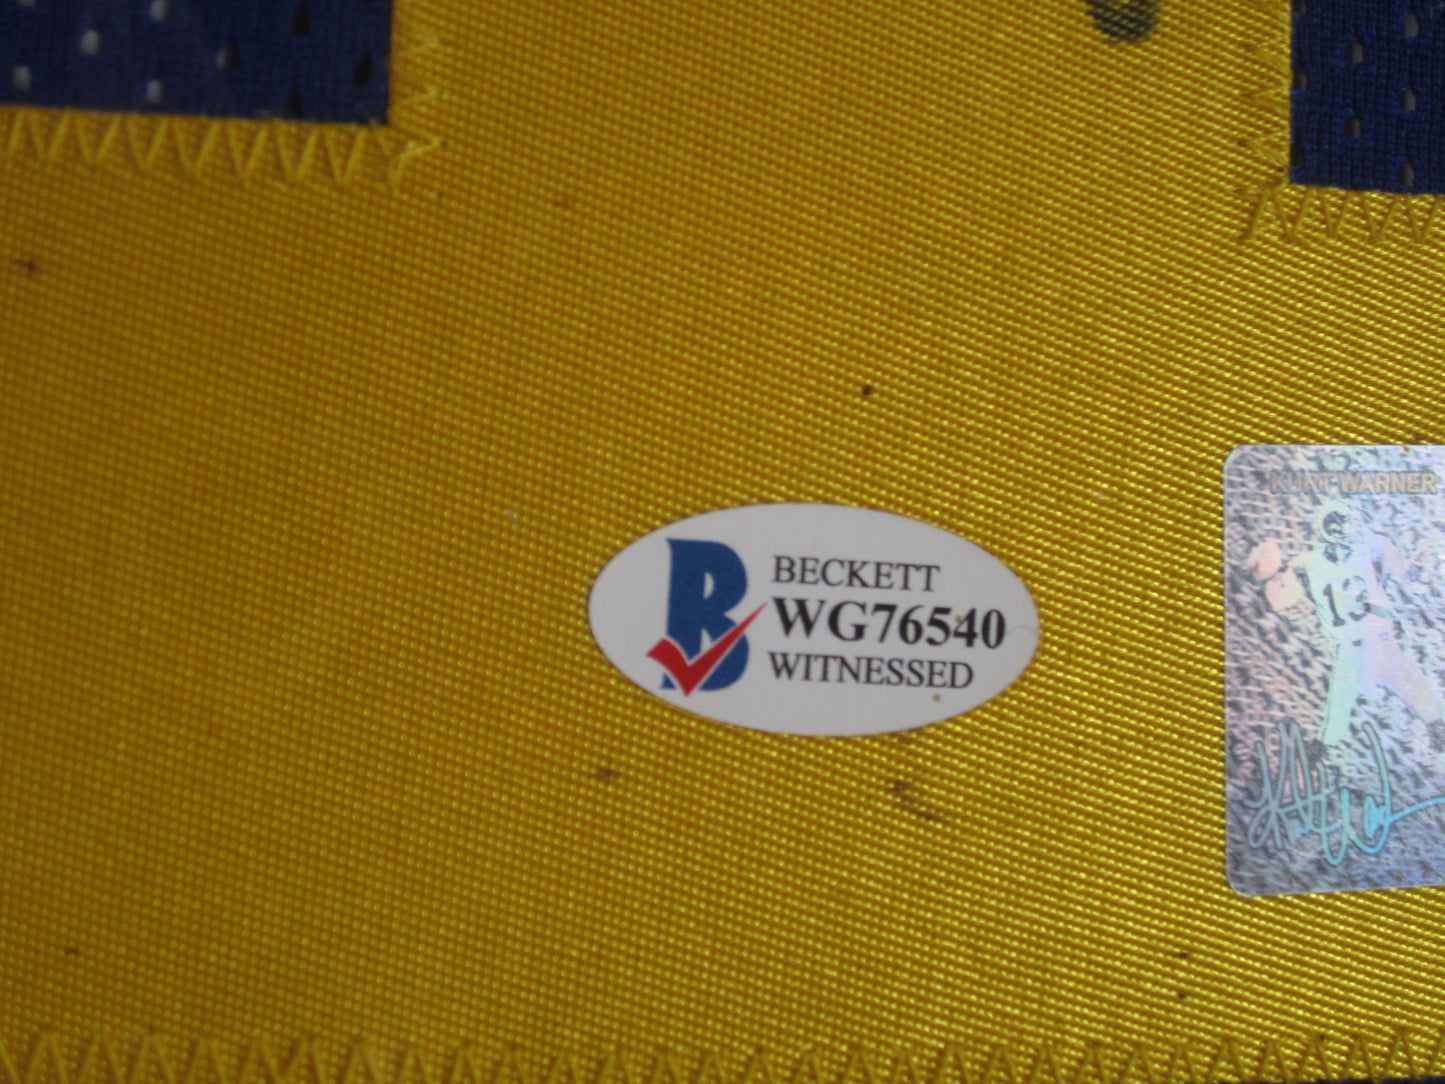 BECKETT
WG76540
WITNESSED
KURT WARNER
13